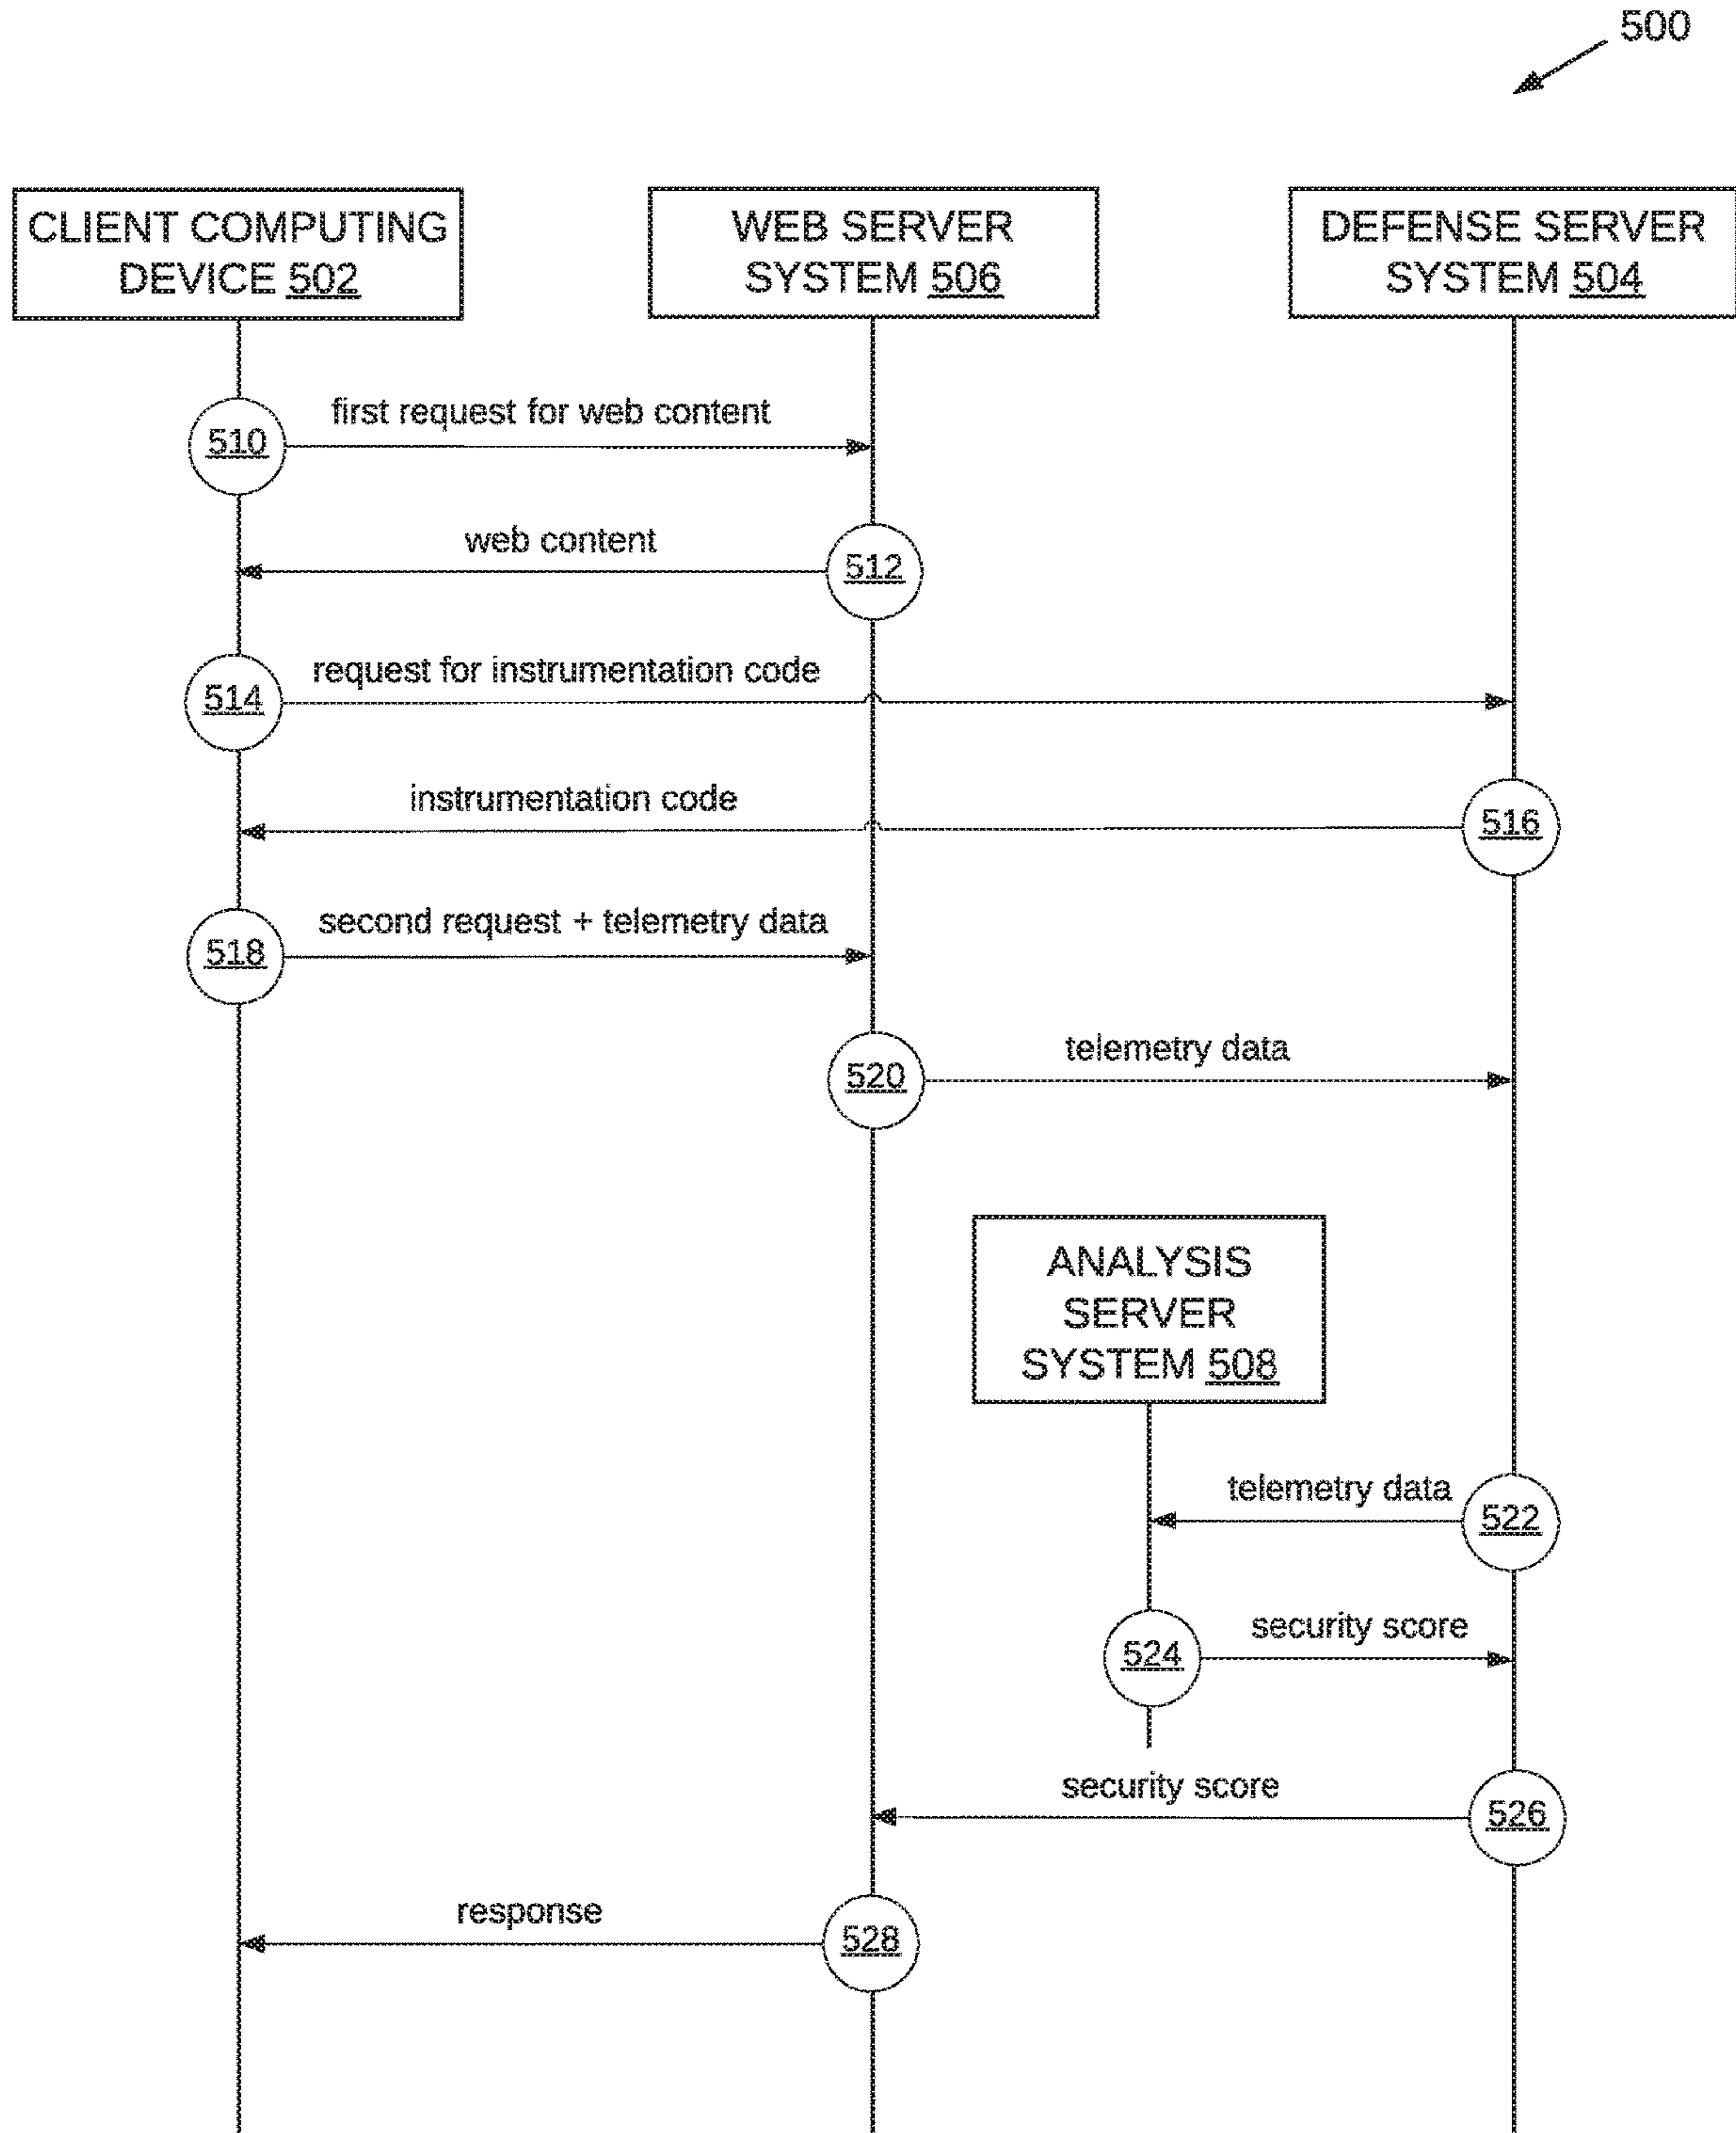 500
CLIENT COMPUTING
DEVICE 502
WEB SERVER
SYSTEM 506
DEFENSE SERVER
SYSTEM 504
first request for web content
510
web content
512
request for instrumentation code
514
instrumentation code
516
second request + telemetry data
518
telemetry data
520
ANALYSIS
SERVER
SYSTEM 508
telemetry data
522
security score
524
security score
526
response
528